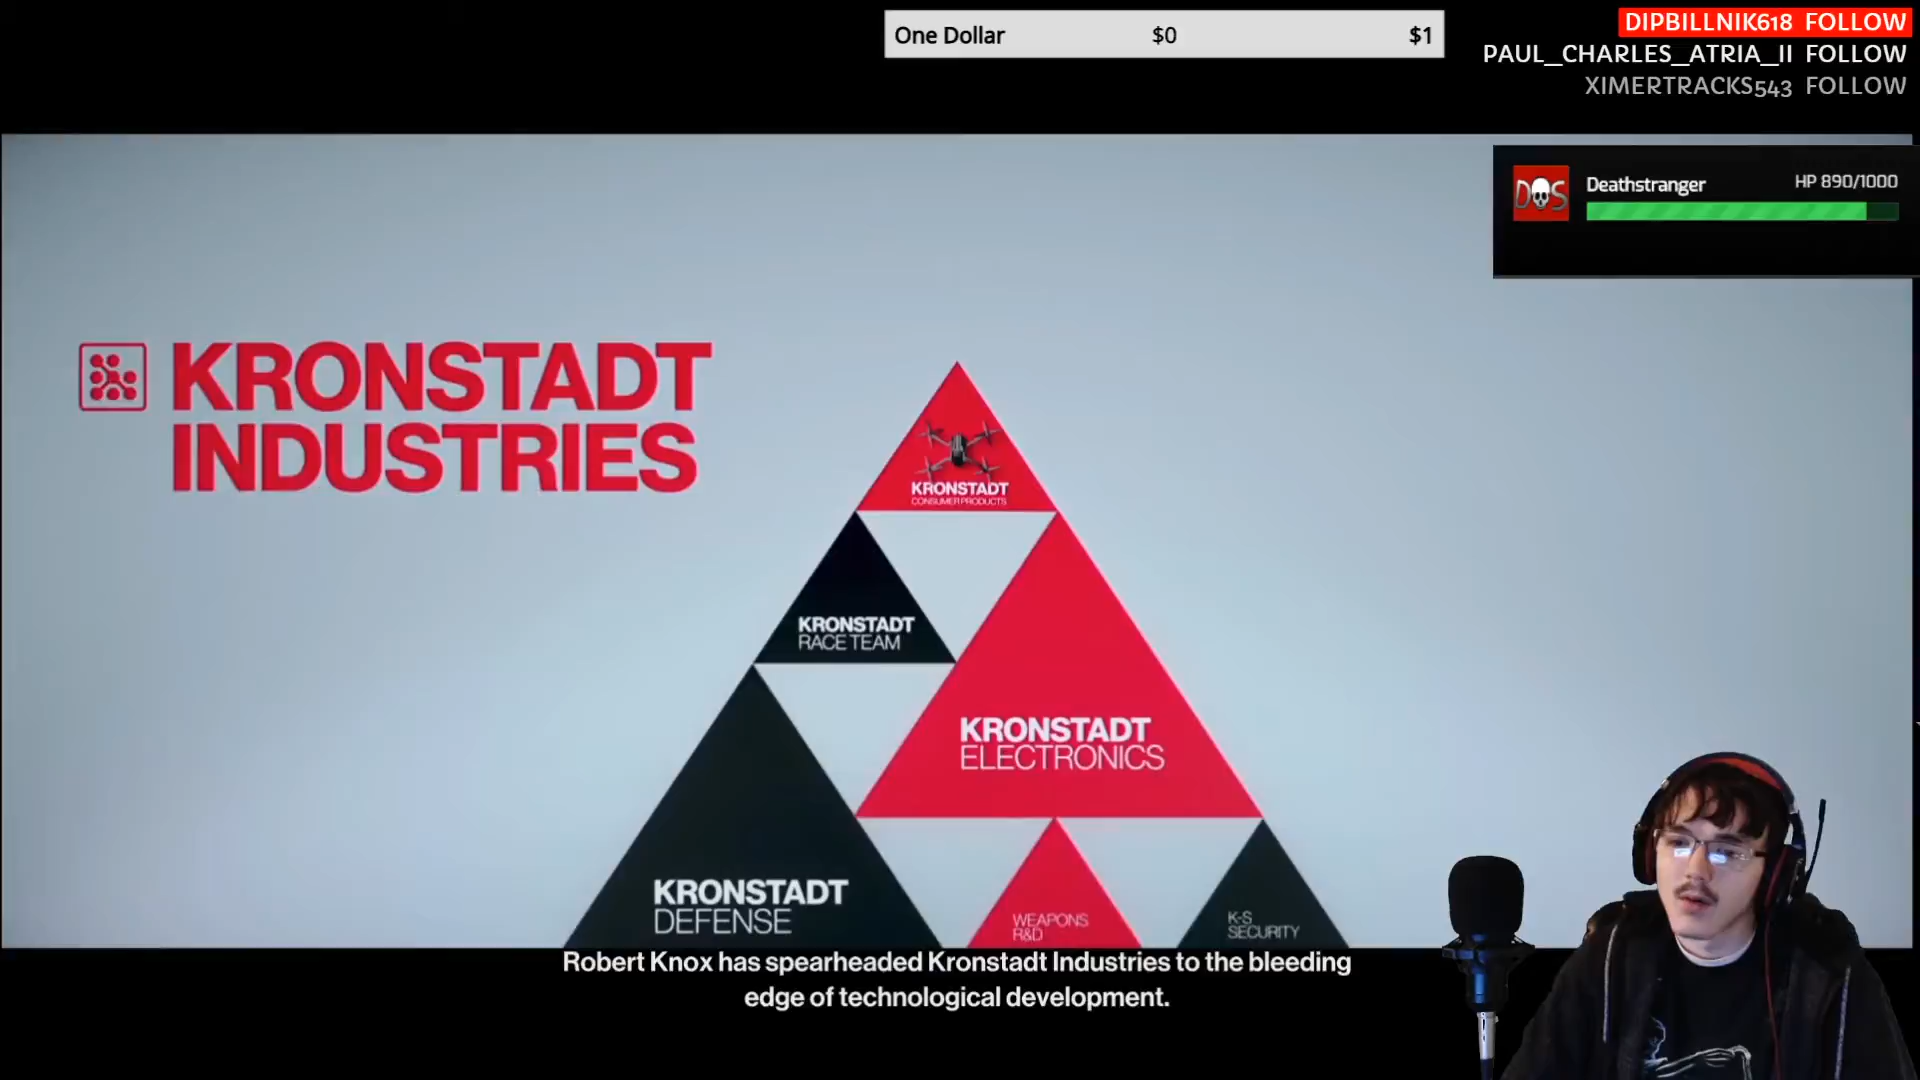 One Dollar $0 $1
DIPBILLNIK618 FOLLOW
PAUL_CHARLES_ATRIA_II FOLLOW
XIMERTRACKS543 FOLLOW
DOS
Deathstranger HP 890/1000
KRONSTADT
INDUSTRIES
KRONSTADT
CONSUMER PRODUCTS
KRONSTADT
RACE TEAM
KRONSTADT
ELECTRONICS
KRONSTADT
DEFENSE
WEAPONS
R&D
K-S
SECURITY
Robert Knox has spearheaded Kronstadt Industries to the bleeding
edge of technological development.